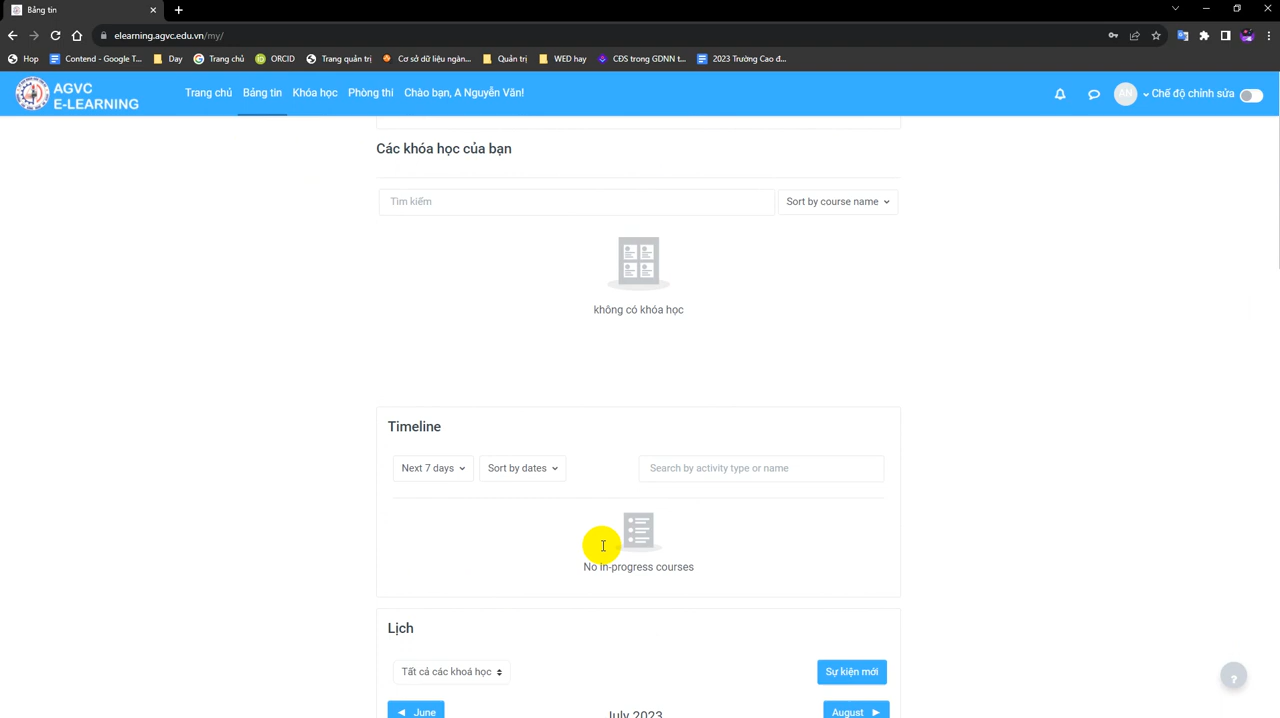 Bảng tin
elearning.agvc.edu.vn/my/
Họp
Contend - Google T...
Day
Trang chủ
ORCID
Trang quản trị
Cơ sở dữ liệu ngàn...
Quản trị
WED hay
CĐS trong GDNN t...
2023 Trường Cao đ...
AGVC
E-LEARNING
Trang chủ
Bảng tin
Khóa học
Phòng thi
Chào bạn, A Nguyễn Văn!
AN
Chế độ chỉnh sửa
Các khóa học của bạn
Tìm kiếm
Sort by course name
không có khóa học
Timeline
Next 7 days
Sort by dates
Search by activity type or name
No in-progress courses
Lịch
Tất cả các khoá học
Sự kiện mới
June
July 2023
August
?